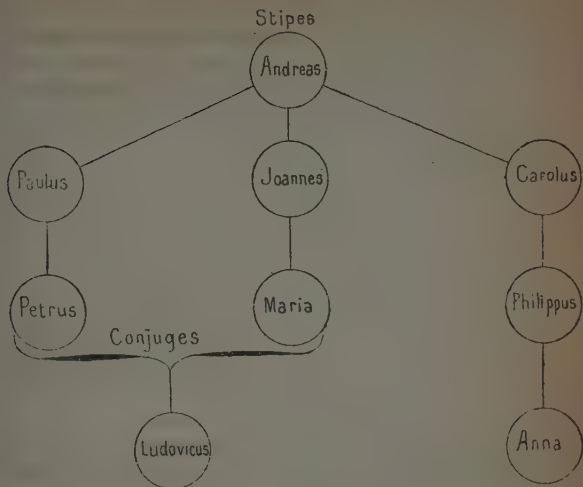 Stipes
Andreas
Paulus
Joannes
Carolus
Petrus
Maria
Philippus
Conjuges
Ludovicus
Anna